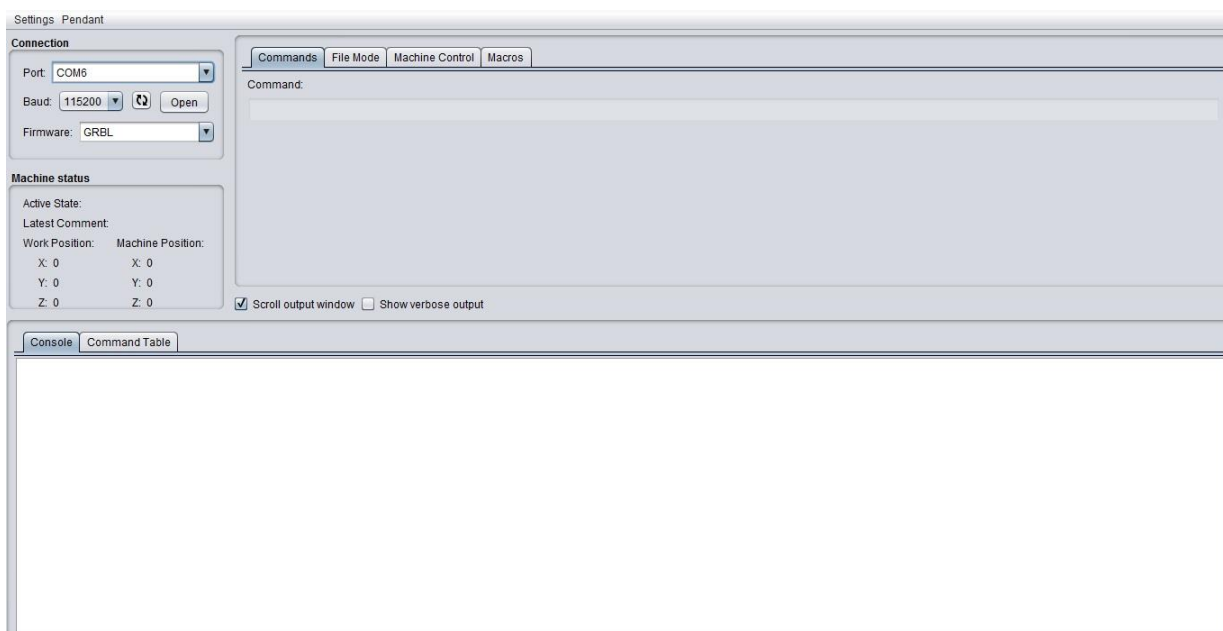 Settings Pendant
Connection
Port: COM6
Baud: 115200 Open
Firmware: GRBL
Machine status
Active State:
Latest Comment:
Work Position: Machine Position:
X: 0 X: 0
Y: 0 Y: 0
Z: 0 Z: 0
Commands File Mode Machine Control Macros
Command:
Scroll output window Show verbose output
Console Command Table